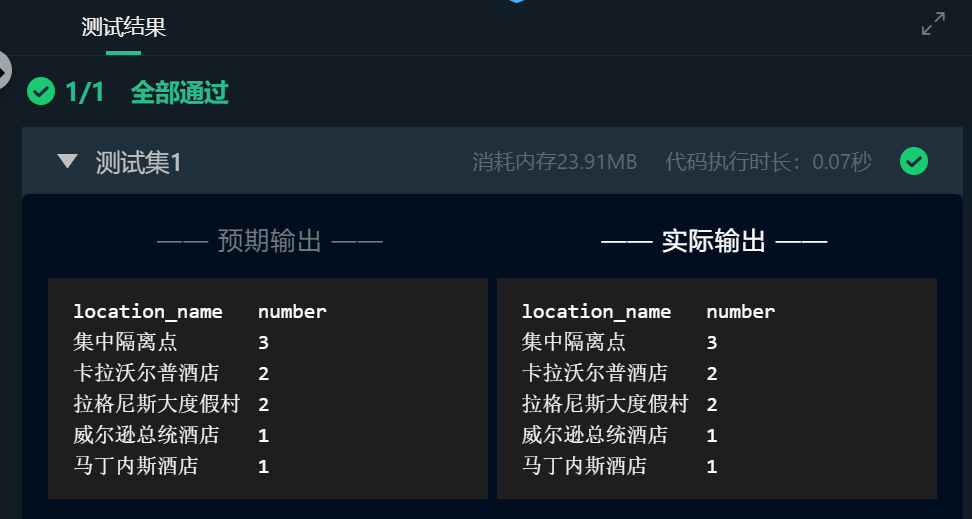 测试结果
1/1 全部通过
测试集1 消耗内存23.91MB 代码执行时长：0.07秒
—— 预期输出 —— —— 实际输出 ——
location_name number location_name number
集中隔离点 3 集中隔离点 3
卡拉沃尔普酒店 2 卡拉沃尔普酒店 2
拉格尼斯大度假村 2 拉格尼斯大度假村 2
威尔逊总统酒店 1 威尔逊总统酒店 1
马丁内斯酒店 1 马丁内斯酒店 1